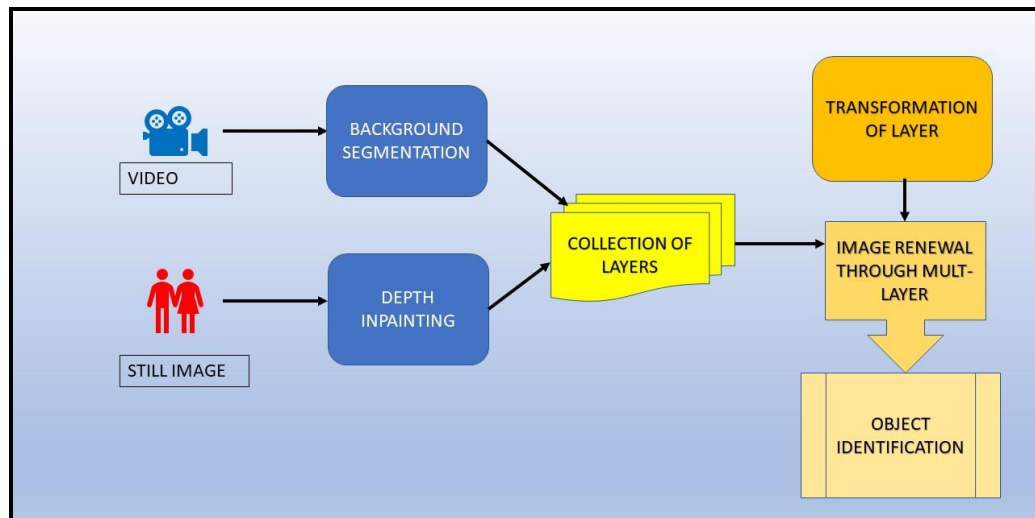 VIDEO
BACKGROUND
SEGMENTATION
STILL IMAGE
DEPTH
INPAINTING
COLLECTION OF
LAYERS
TRANSFORMATION
OF LAYER
IMAGE RENEWAL
THROUGH MULT-
LAYER
OBJECT
IDENTIFICATION